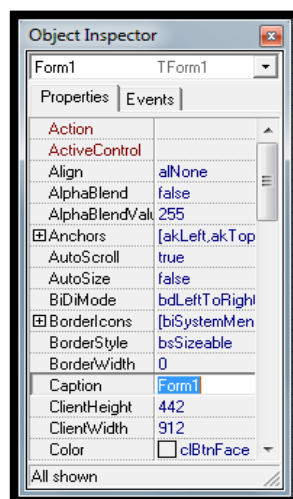 Object Inspector
Form1 TForm1
Properties Events
Action
ActiveControl
Align alNone
AlphaBlend false
AlphaBlendValu 255
Anchors [akLeft,akTop
AutoScroll true
AutoSize false
BiDiMode bdLeftToRight
BorderIcons [biSystemMen
BorderStyle bsSizeable
BorderWidth 0
Caption Form1
ClientHeight 442
ClientWidth 912
Color clBtnFace
All shown